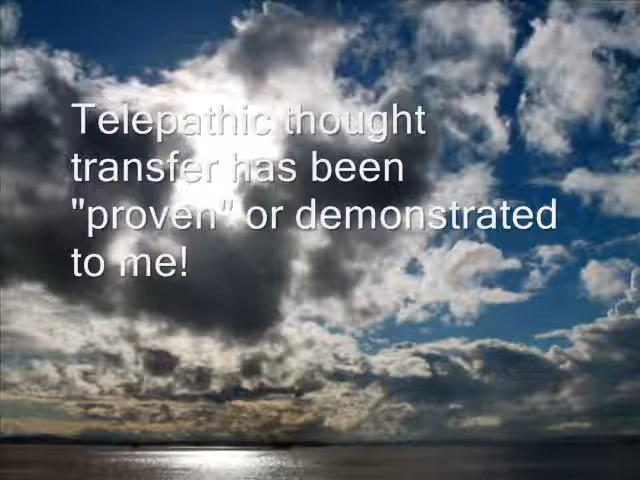 Telepathic thought
transfer has been
"proven" or demonstrated
to me!